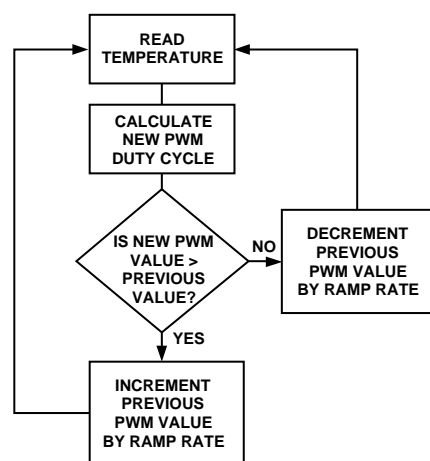 READ
TEMPERATURE
CALCULATE
NEW PWM
DUTY CYCLE
IS NEW PWM
VALUE >
PREVIOUS
VALUE?
NO
DECREMENT
PREVIOUS
PWM VALUE
BY RAMP RATE
YES
INCREMENT
PREVIOUS
PWM VALUE
BY RAMP RATE